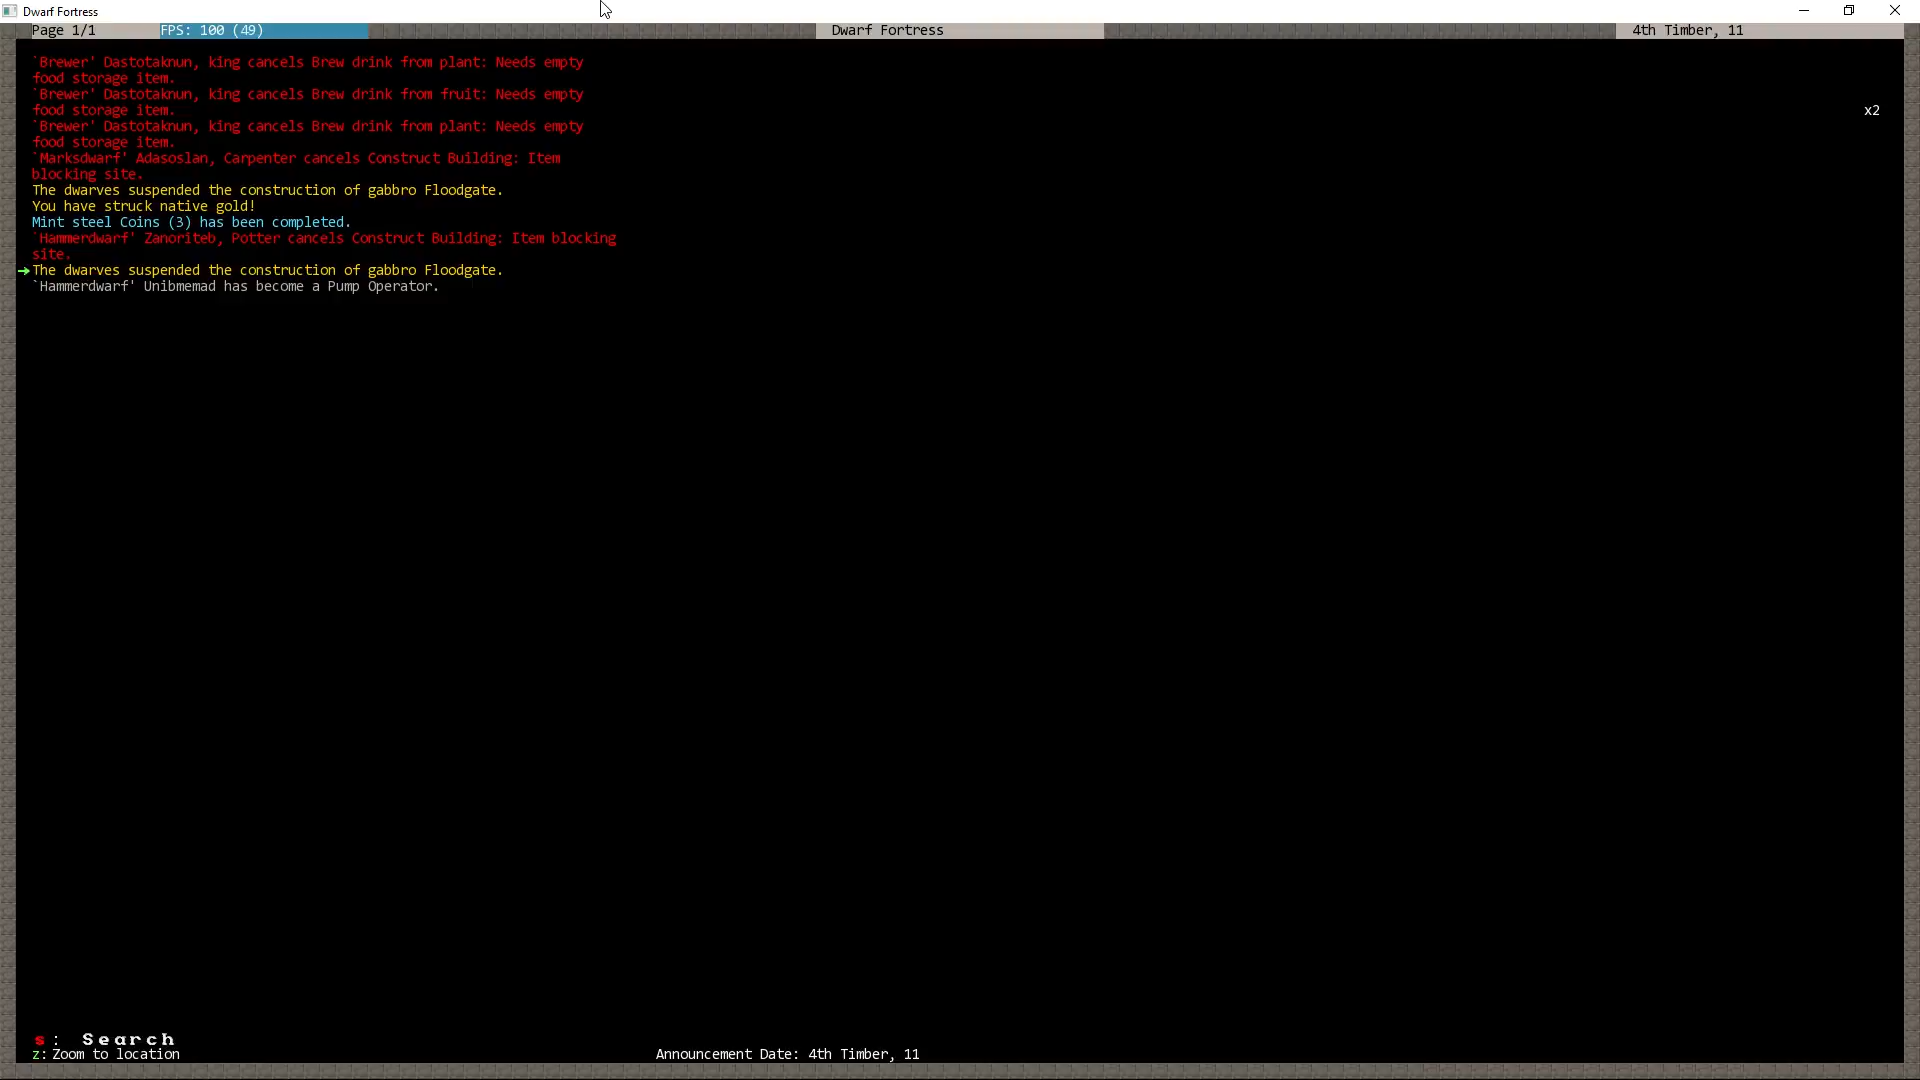 Dwarf Fortress
Page 1/1 FPS: 100 (49) Dwarf Fortress 4th Timber, 11
`Brewer' Dastotaknun, king cancels Brew drink from plant: Needs empty
food storage item.
`Brewer' Dastotaknun, king cancels Brew drink from fruit: Needs empty
food storage item. x2
`Brewer' Dastotaknun, king cancels Brew drink from plant: Needs empty
food storage item.
`Marksdwarf' Adasoslan, Carpenter cancels Construct Building: Item
blocking site.
The dwarves suspended the construction of gabbro Floodgate.
You have struck native gold!
Mint steel Coins (3) has been completed.
`Hammerdwarf' Zanoriteb, Potter cancels Construct Building: Item blocking
site.
→The dwarves suspended the construction of gabbro Floodgate.
`Hammerdwarf' Unibmemad has become a Pump Operator.
s: Search
z: Zoom to location Announcement Date: 4th Timber, 11